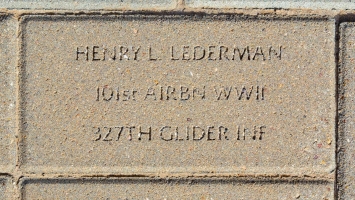 HENRY L. LEDERMAN
101st AIRBN WWII
327TH GLIDER INF